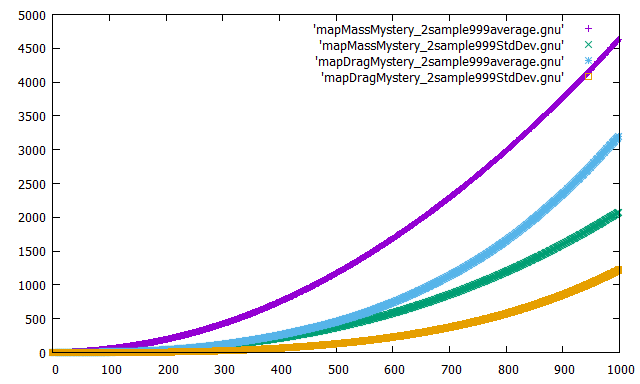 5000
4500
4000
3500
3000
2500
2000
1500
1000
500
0
'mapMassMystery_2sample999average.gnu'
'mapMassMystery_2sample999StdDev.gnu'
'mapDragMystery_2sample999average.gnu'
'mapDragMystery_2sample999StdDev.gnu'
0 100 200 300 400 500 600 700 800 900 1000